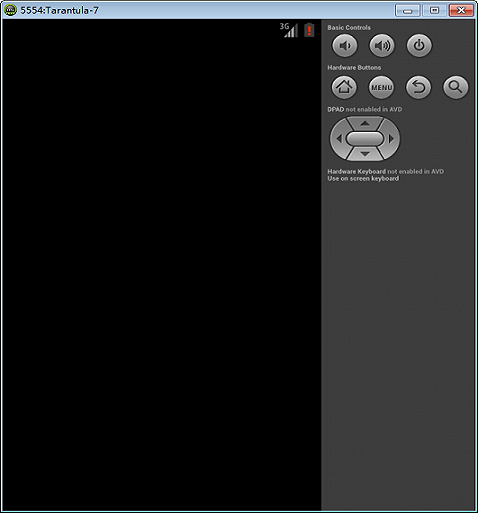 5554:Tarantula-7
3G
Basic Controls
Hardware Buttons
MENU
DPAD not enabled in AVD
Hardware Keyboard not enabled in AVD
Use on screen keyboard